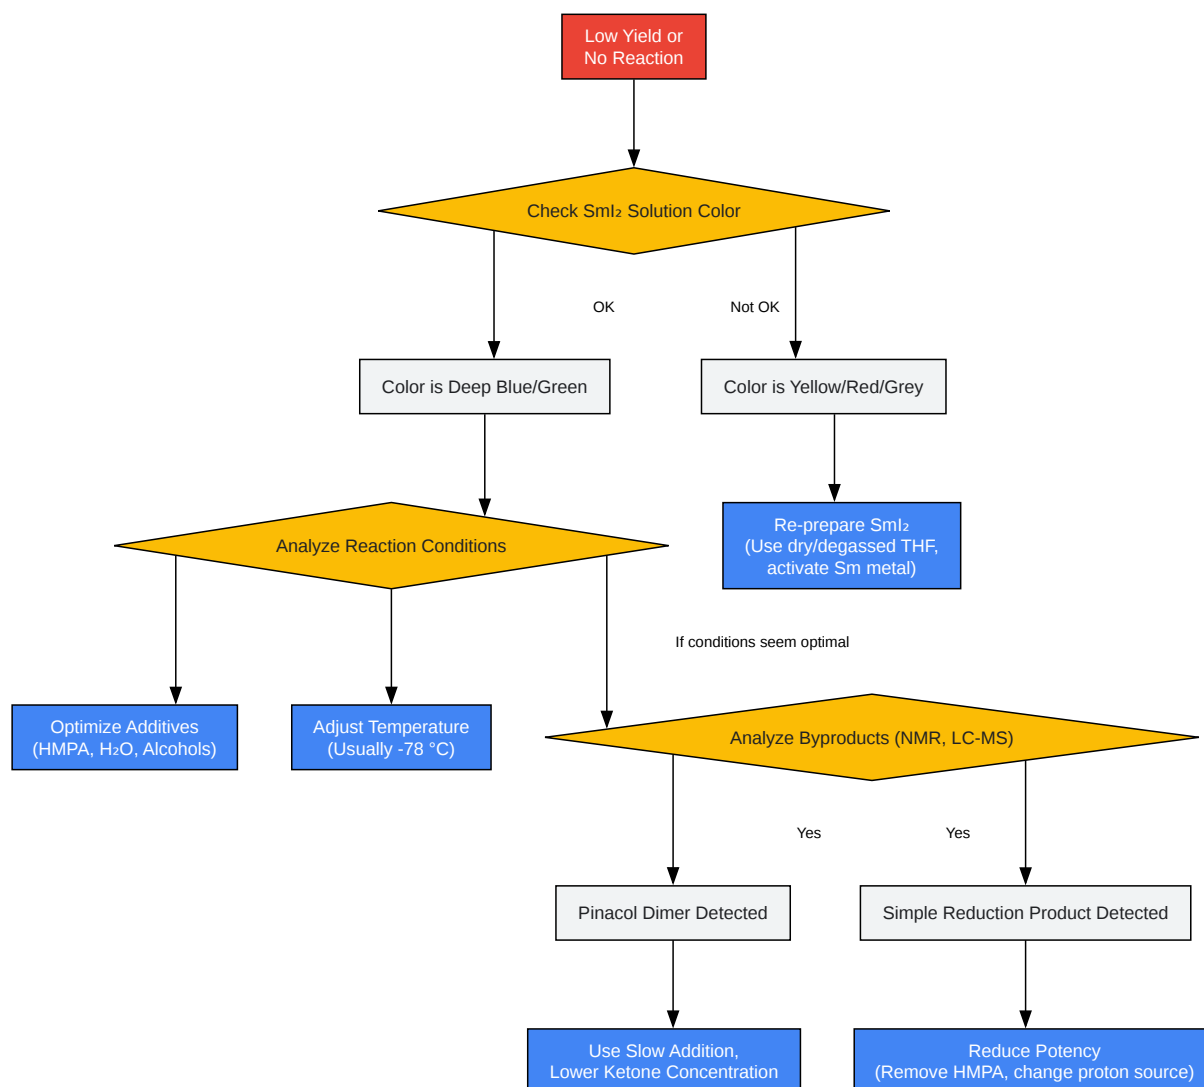 Low Yield or
No Reaction
Check SmI₂ Solution Color
OK
Not OK
Color is Deep Blue/Green
Color is Yellow/Red/Grey
Re-prepare SmI₂
(Use dry/degassed THF,
activate Sm metal)
Analyze Reaction Conditions
If conditions seem optimal
Optimize Additives
(HMPA, H₂O, Alcohols)
Adjust Temperature
(Usually -78 °C)
Analyze Byproducts (NMR, LC-MS)
Yes
Yes
Pinacol Dimer Detected
Simple Reduction Product Detected
Use Slow Addition,
Lower Ketone Concentration
Reduce Potency
(Remove HMPA, change proton source)